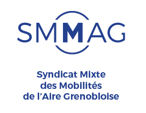 SMMAG
Syndicat Mixte
des Mobilités
de l'Aire Grenobloise